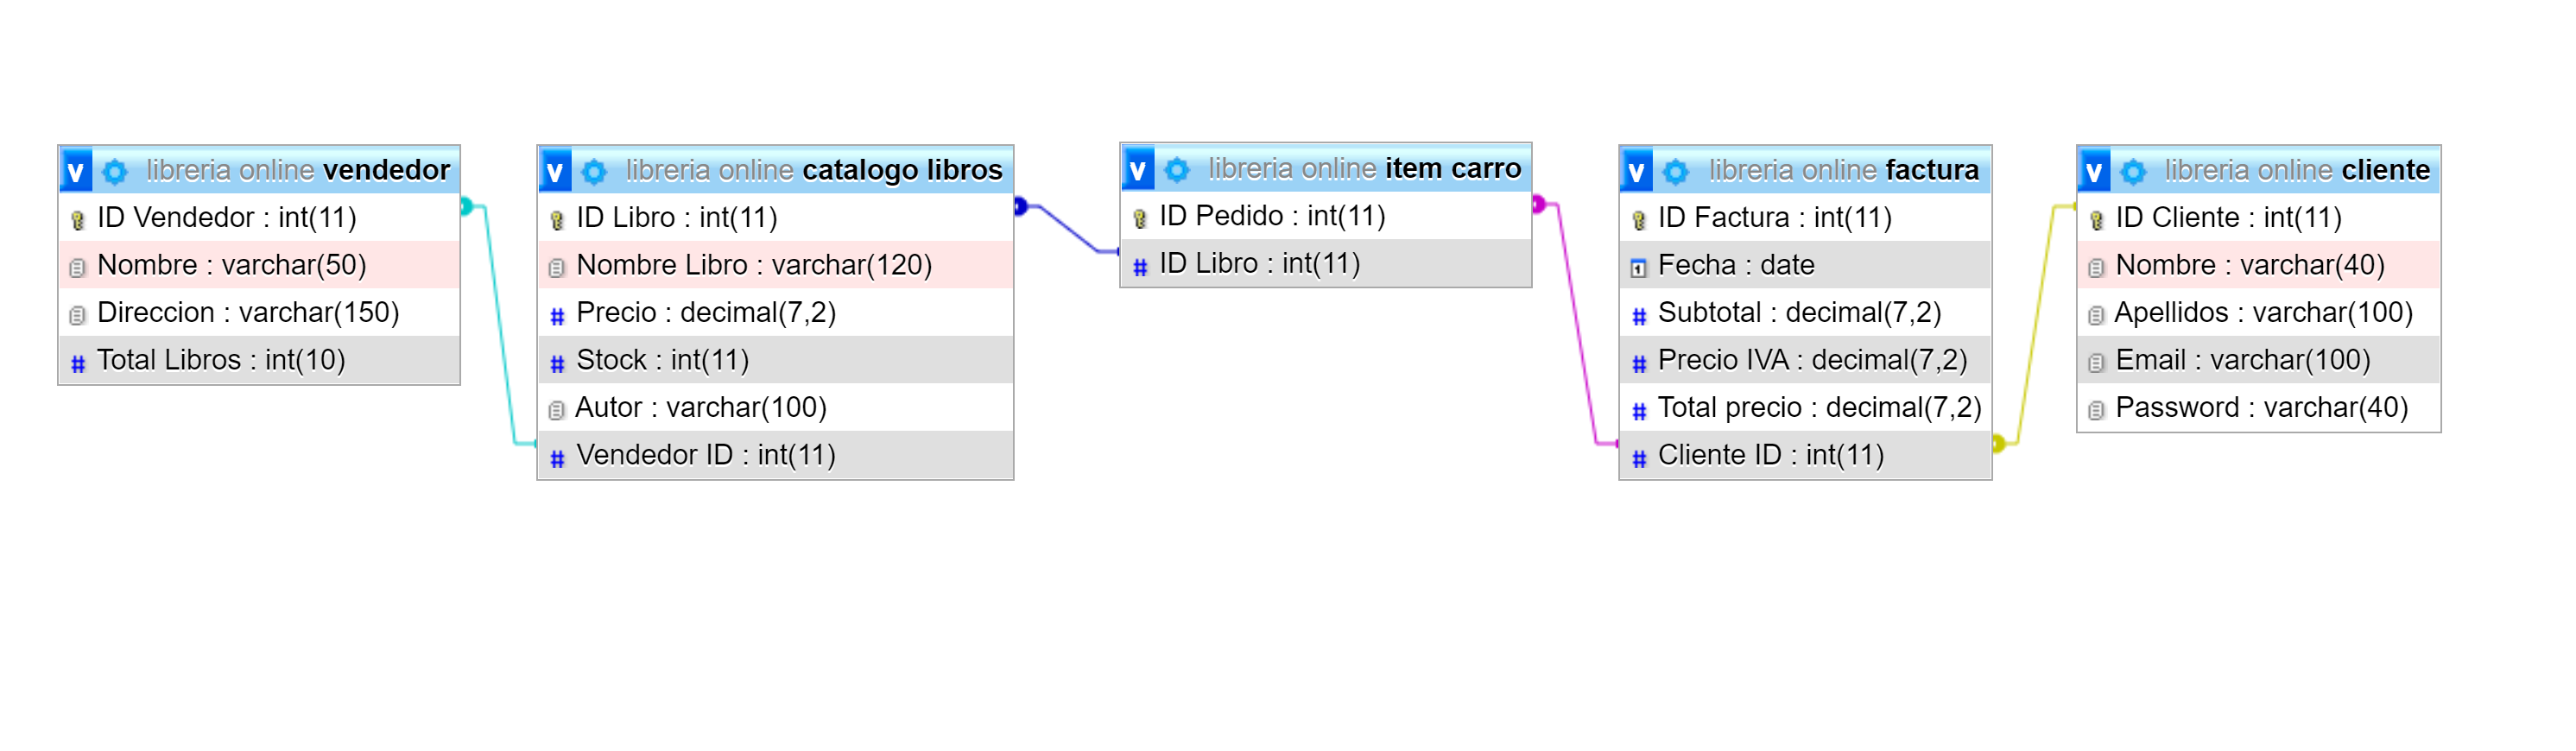 v libreria online vendedor
ID Vendedor : int(11)
Nombre : varchar(50)
Direccion : varchar(150)
# Total Libros : int(10)
v libreria online catalogo libros
ID Libro : int(11)
Nombre Libro : varchar(120)
# Precio : decimal(7,2)
# Stock : int(11)
Autor : varchar(100)
# Vendedor ID : int(11)
v libreria online item carro
ID Pedido : int(11)
# ID Libro : int(11)
v libreria online factura
ID Factura : int(11)
1 Fecha : date
# Subtotal : decimal(7,2)
# Precio IVA : decimal(7,2)
# Total precio : decimal(7,2)
# Cliente ID : int(11)
v libreria online cliente
ID Cliente : int(11)
Nombre : varchar(40)
Apellidos : varchar(100)
Email : varchar(100)
Password : varchar(40)